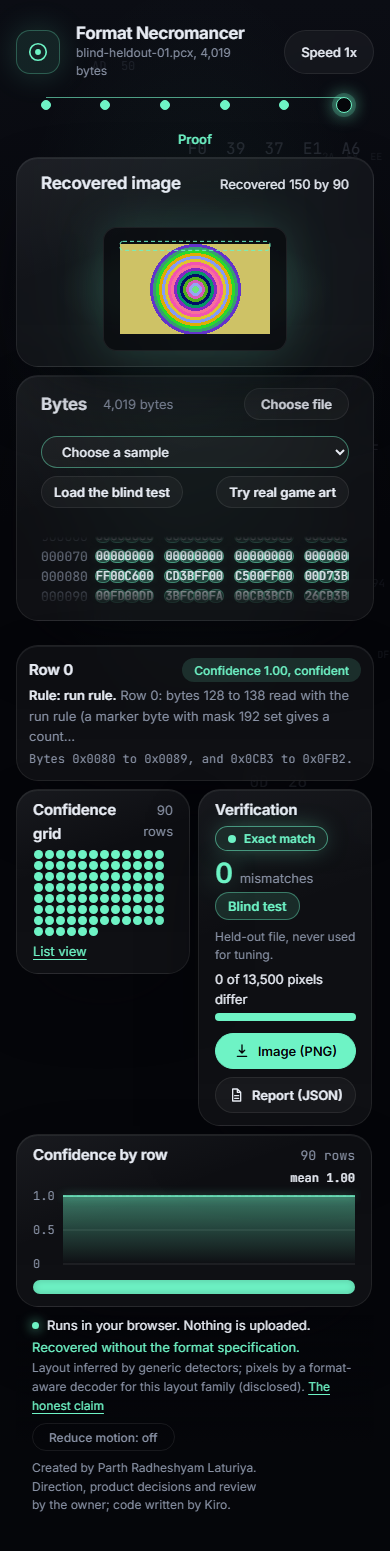 Format Necromancer
blind-heldout-01.pcx, 4,019
bytes
Speed 1x
Proof
F0 39 37 E1 A6
Recovered image
Recovered 150 by 90
Bytes
4,019 bytes
Choose file
Choose a sample
Load the blind test
Try real game art
000070 00000000 00000000 00000000 000000
000080 FF00C600 CD3BFF00 C500FF00 00D73B
Row 0
Confidence 1.00, confident
Rule: run rule. Row 0: bytes 128 to 138 read with the
run rule (a marker byte with mask 192 set gives a
count...
Bytes 0x0080 to 0x0089, and 0x0CB3 to 0x0FB2.
Confidence
grid
90
rows
List view
Verification
Exact match
0 mismatches
Blind test
Held-out file, never used
for tuning.
0 of 13,500 pixels
differ
Image (PNG)
Report (JSON)
Confidence by row
90 rows
mean 1.00
1.0
0.5
0
Runs in your browser. Nothing is uploaded.
Recovered without the format specification.
Layout inferred by generic detectors; pixels by a format-
aware decoder for this layout family (disclosed). The
honest claim
Reduce motion: off
Created by Parth Radheshyam Laturiya.
Direction, product decisions and review
by the owner; code written by Kiro.